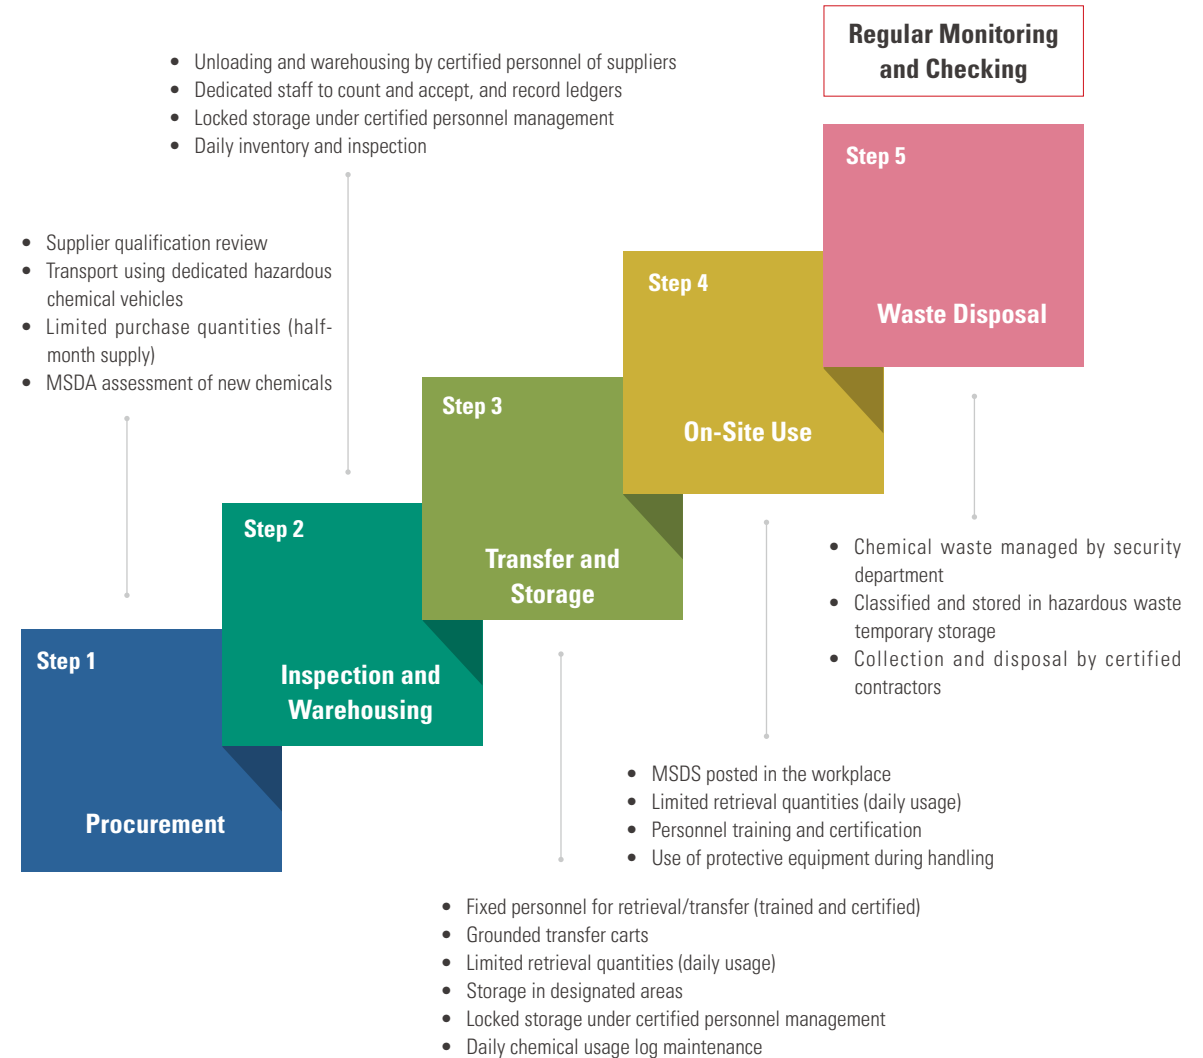 Regular Monitoring
and Checking
• Unloading and warehousing by certified personnel of suppliers
• Dedicated staff to count and accept, and record ledgers
• Locked storage under certified personnel management
• Daily inventory and inspection
Step 5
Waste Disposal
• Supplier qualification review
• Transport using dedicated hazardous
chemical vehicles
• Limited purchase quantities (half-
month supply)
• MSDA assessment of new chemicals
Step 4
On-Site Use
Step 3
Transfer and
Storage
Step 2
Inspection and
Warehousing
Step 1
Procurement
• Chemical waste managed by security
department
• Classified and stored in hazardous waste
temporary storage
• Collection and disposal by certified
contractors
• MSDS posted in the workplace
• Limited retrieval quantities (daily usage)
• Personnel training and certification
• Use of protective equipment during handling
• Fixed personnel for retrieval/transfer (trained and certified)
• Grounded transfer carts
• Limited retrieval quantities (daily usage)
• Storage in designated areas
• Locked storage under certified personnel management
• Daily chemical usage log maintenance